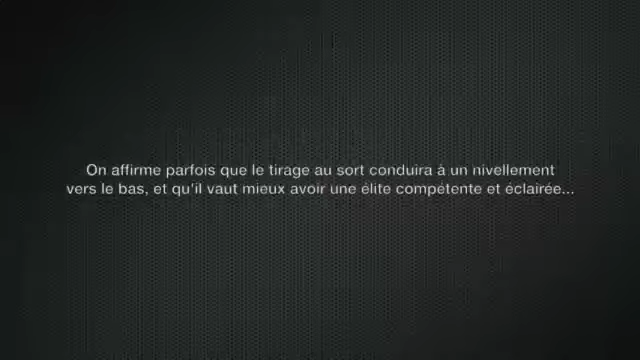 On affirme parfois que le tirage au sort conduira à un nivellement
vers le bas, et qu'il vaut mieux avoir une élite compétente et éclairée...